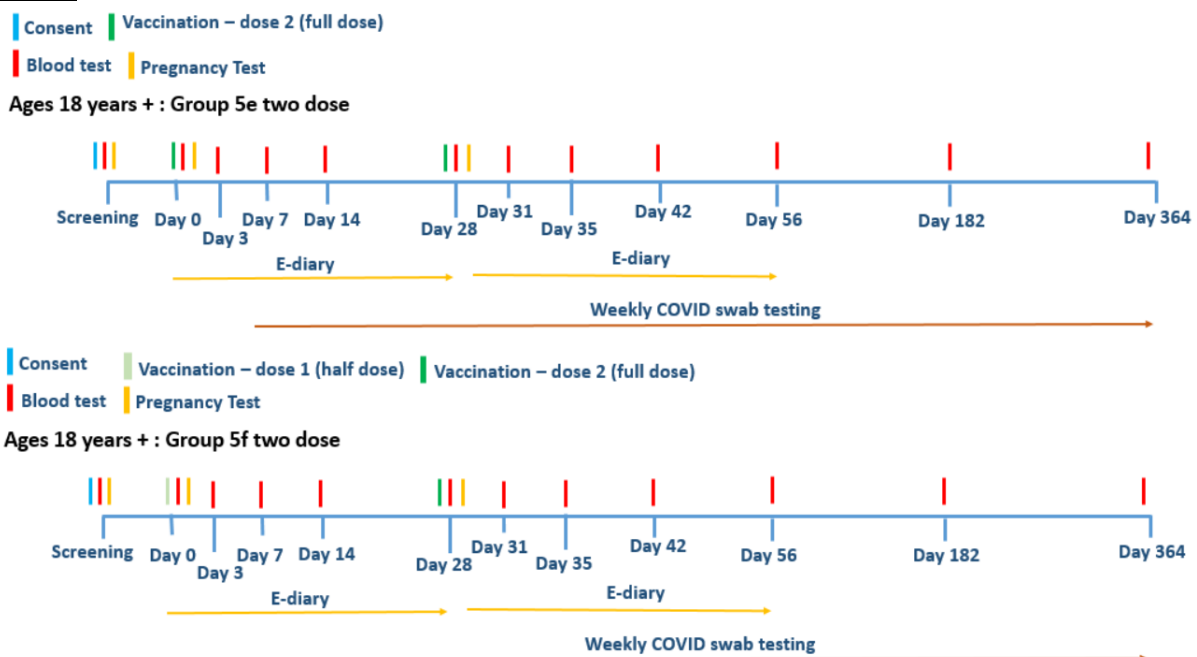 Consent Vaccination – dose 2 (full dose)
Blood test Pregnancy Test
Ages 18 years + : Group 5e two dose
Screening Day 0 Day 3 Day 7 Day 14 Day 28 Day 31 Day 35 Day 42 Day 56 Day 182 Day 364
E-diary E-diary
Weekly COVID swab testing
Consent Vaccination – dose 1 (half dose) Vaccination – dose 2 (full dose)
Blood test Pregnancy Test
Ages 18 years + : Group 5f two dose
Screening Day 0 Day 3 Day 7 Day 14 Day 28 Day 31 Day 35 Day 42 Day 56 Day 182 Day 364
E-diary E-diary
Weekly COVID swab testing